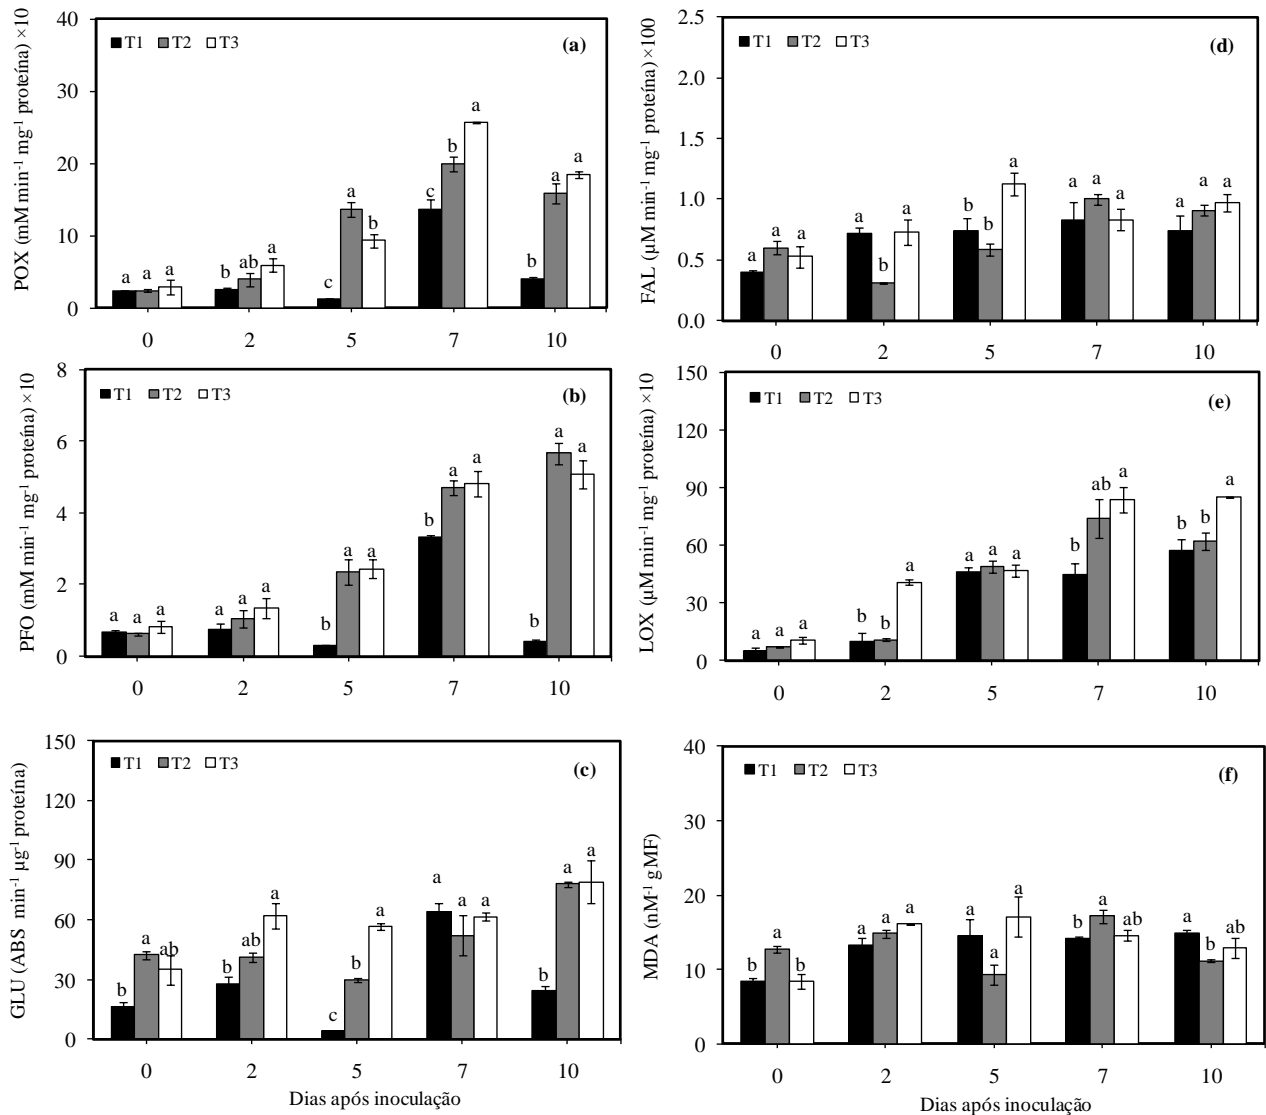 POX (mM min⁻¹ mg⁻¹ proteína) ×10
40
30
20
10
0
T1 T2 T3
(a)
a a a
b ab a
c a b
c b a
b a a
0 2 5 7 10
FAL (µM min⁻¹ mg⁻¹ proteína) ×100
2.5
2.0
1.5
1.0
0.5
0.0
T1 T2 T3
(d)
a a a
a b a
b b a
a a a
a a a
0 2 5 7 10
PFO (mM min⁻¹ mg⁻¹ proteína) ×10
8
6
4
2
0
T1 T2 T3
(b)
a a a
a a a
b a a
b a a
b a a
0 2 5 7 10
LOX (µM min⁻¹ mg⁻¹ proteína) ×10
150
120
90
60
30
0
T1 T2 T3
(e)
a a a
b b a
a a a
b ab a
b b a
0 2 5 7 10
GLU (ABS min⁻¹ µg⁻¹ proteína)
150
120
90
60
30
0
T1 T2 T3
(c)
b a ab
b ab a
c b a
a a a
b a a
0 2 5 7 10
Dias após inoculação
MDA (nM⁻¹ gMF)
40
30
20
10
0
T1 T2 T3
(f)
b a b
a a a
a a a
b a ab
a b ab
0 2 5 7 10
Dias após inoculação